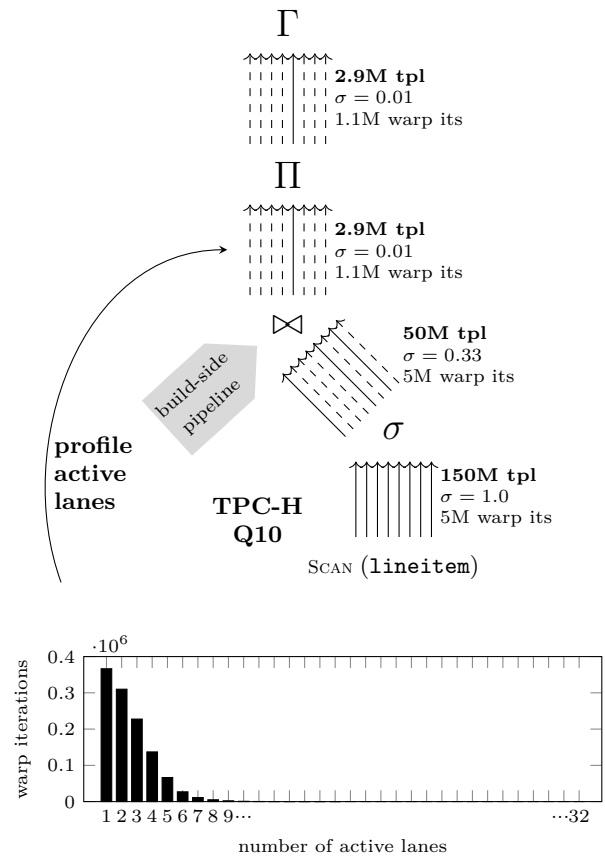 Γ
2.9M tpl
σ = 0.01
1.1M warp its
Π
2.9M tpl
σ = 0.01
1.1M warp its
⋈
50M tpl
σ = 0.33
5M warp its
build-side
pipeline
σ
profile
active
lanes
150M tpl
σ = 1.0
5M warp its
TPC-H
Q10
Scan (lineitem)
·10⁶
0.4
0.3
0.2
0.1
0
warp iterations
1 2 3 4 5 6 7 8 9 ··· ···32
number of active lanes